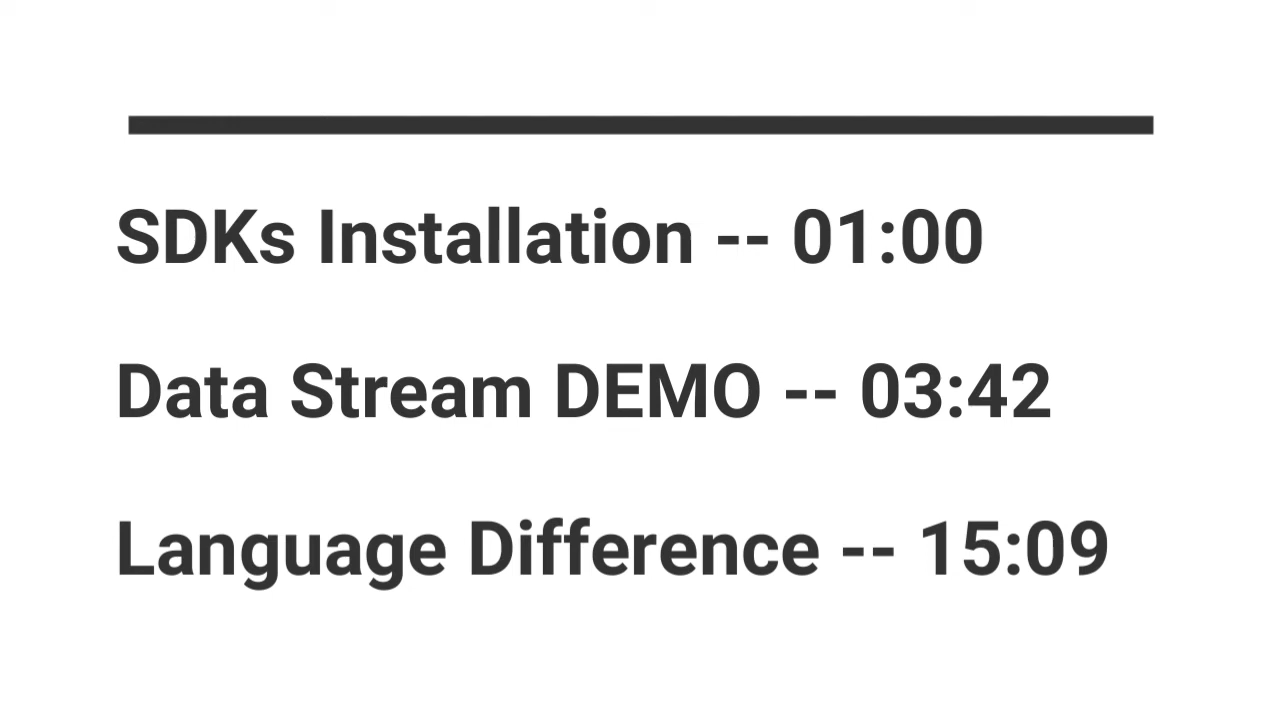 SDKs Installation -- 01:00
Data Stream DEMO -- 03:42
Language Difference -- 15:09